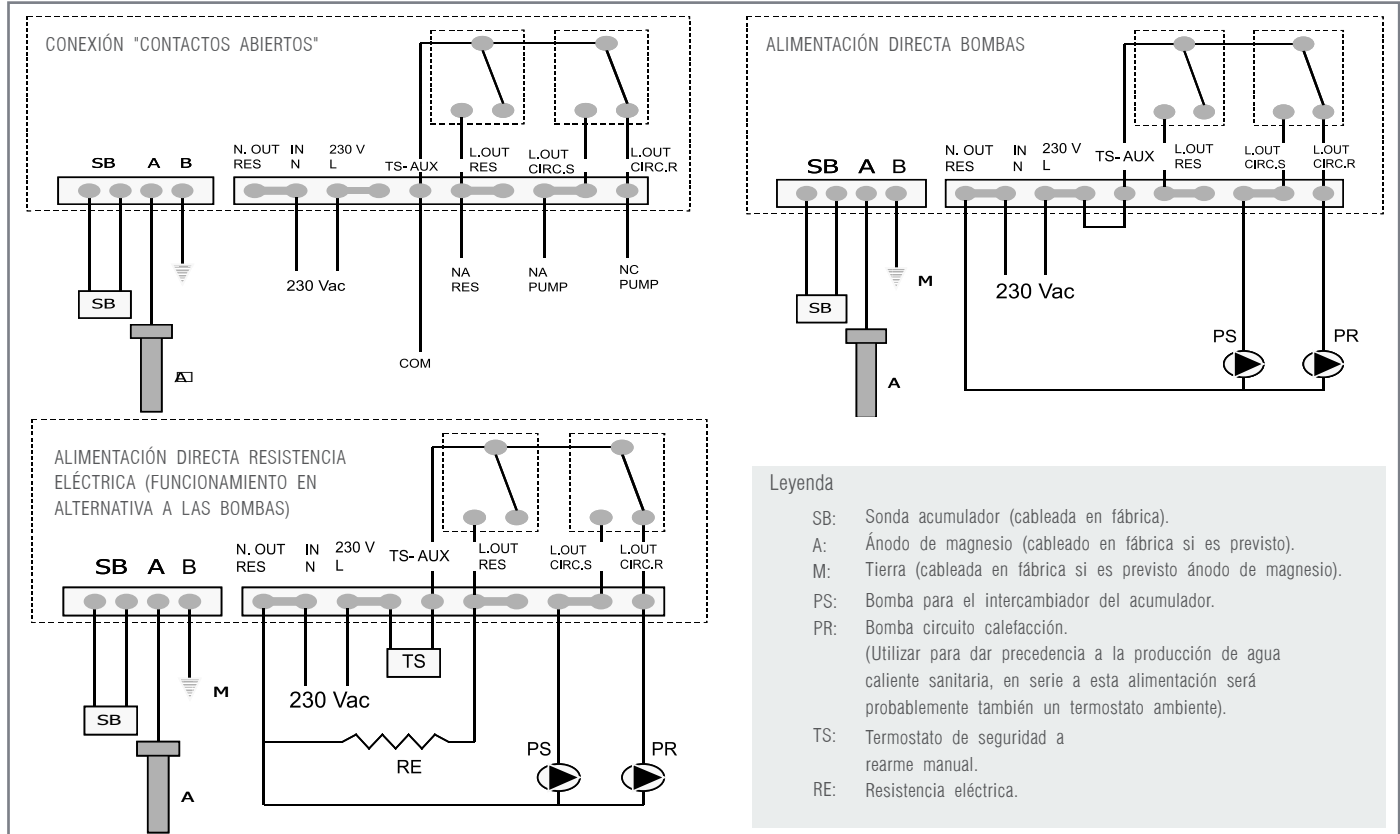 CONEXIÓN "CONTACTOS ABIERTOS"
SB A B
N. OUT RES
IN N
230 V L
TS-AUX
L.OUT RES
L.OUT CIRC.S
L.OUT CIRC.R
230 Vac
NA RES
NA PUMP
NC PUMP
SB
COM
A
ALIMENTACIÓN DIRECTA BOMBAS
SB A B
N. OUT RES
IN N
230 V L
TS-AUX
L.OUT RES
L.OUT CIRC.S
L.OUT CIRC.R
M
230 Vac
SB
PS
PR
A
ALIMENTACIÓN DIRECTA RESISTENCIA
ELÉCTRICA (FUNCIONAMIENTO EN
ALTERNATIVA A LAS BOMBAS)
SB A B
N. OUT RES
IN N
230 V L
TS-AUX
L.OUT RES
L.OUT CIRC.S
L.OUT CIRC.R
TS
M
230 Vac
SB
RE
PS
PR
A
Leyenda
SB: Sonda acumulador (cableada en fábrica).
A: Ánodo de magnesio (cableado en fábrica si es previsto).
M: Tierra (cableada en fábrica si es previsto ánodo de magnesio).
PS: Bomba para el intercambiador del acumulador.
PR: Bomba circuito calefacción.
(Utilizar para dar precedencia a la producción de agua
caliente sanitaria, en serie a esta alimentación será
probablemente también un termostato ambiente).
TS: Termostato de seguridad a
rearme manual.
RE: Resistencia eléctrica.